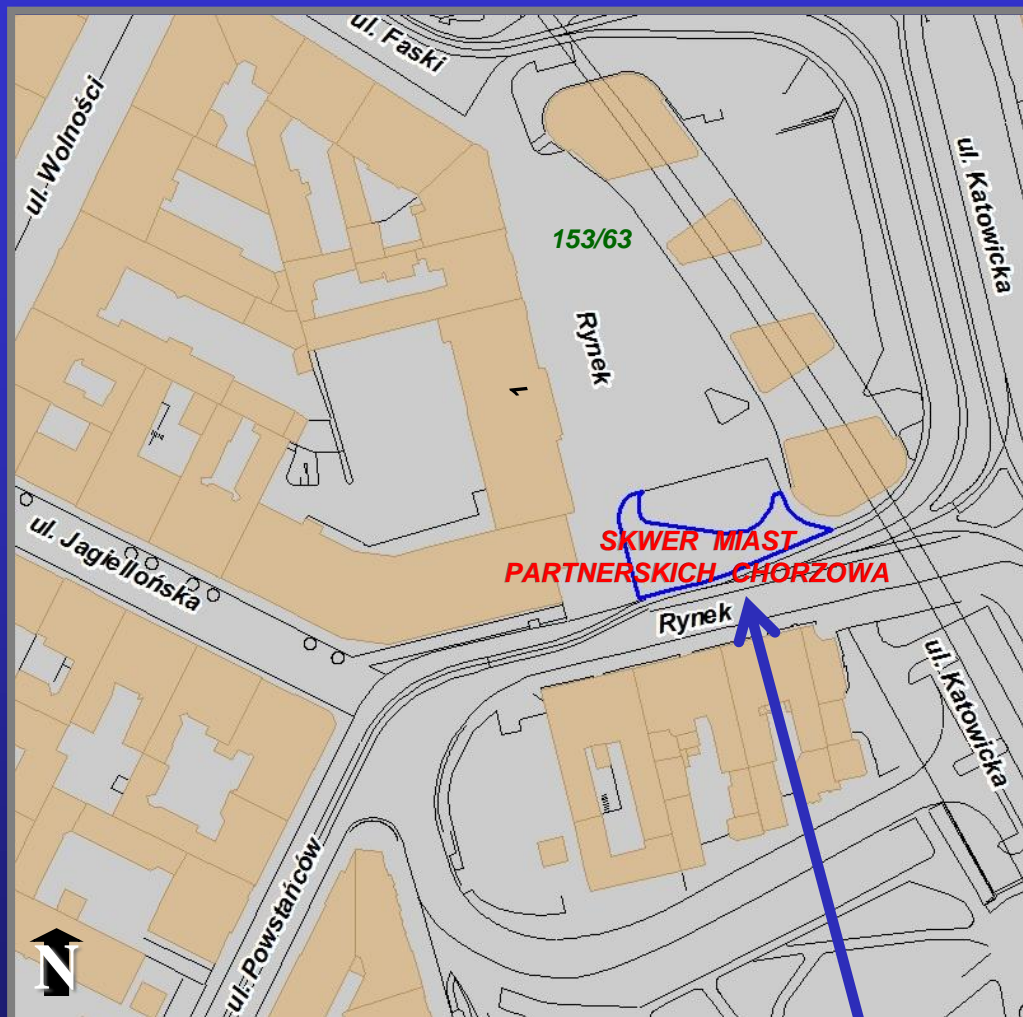 ul. Faski
ul. Wolności
ul. Katowicka
153/63
Rynek
1
SKWER MIAST
PARTNERSKICH CHORZOWA
ul. Jagiellońska
Rynek
ul. Katowicka
ul. Powstańców
N